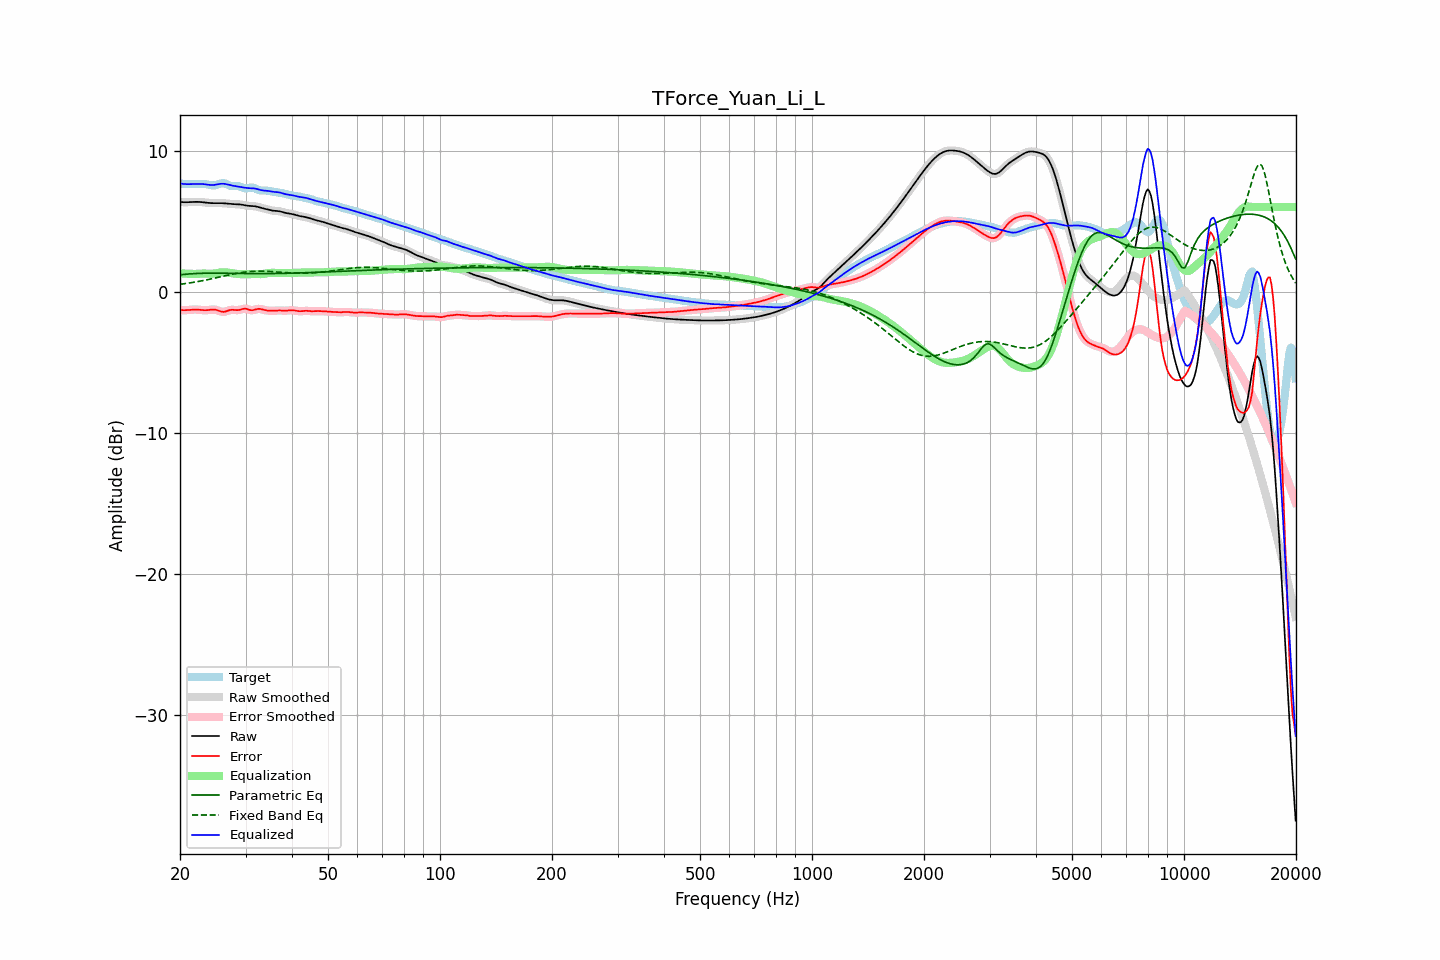 TForce_Yuan_Li_L
Amplitude (dBr)
10
0
−10
−20
−30
Target
Raw Smoothed
Error Smoothed
Raw
Error
Equalization
Parametric Eq
Fixed Band Eq
Equalized
20 50 100 200 500 1000 2000 5000 10000 20000
Frequency (Hz)